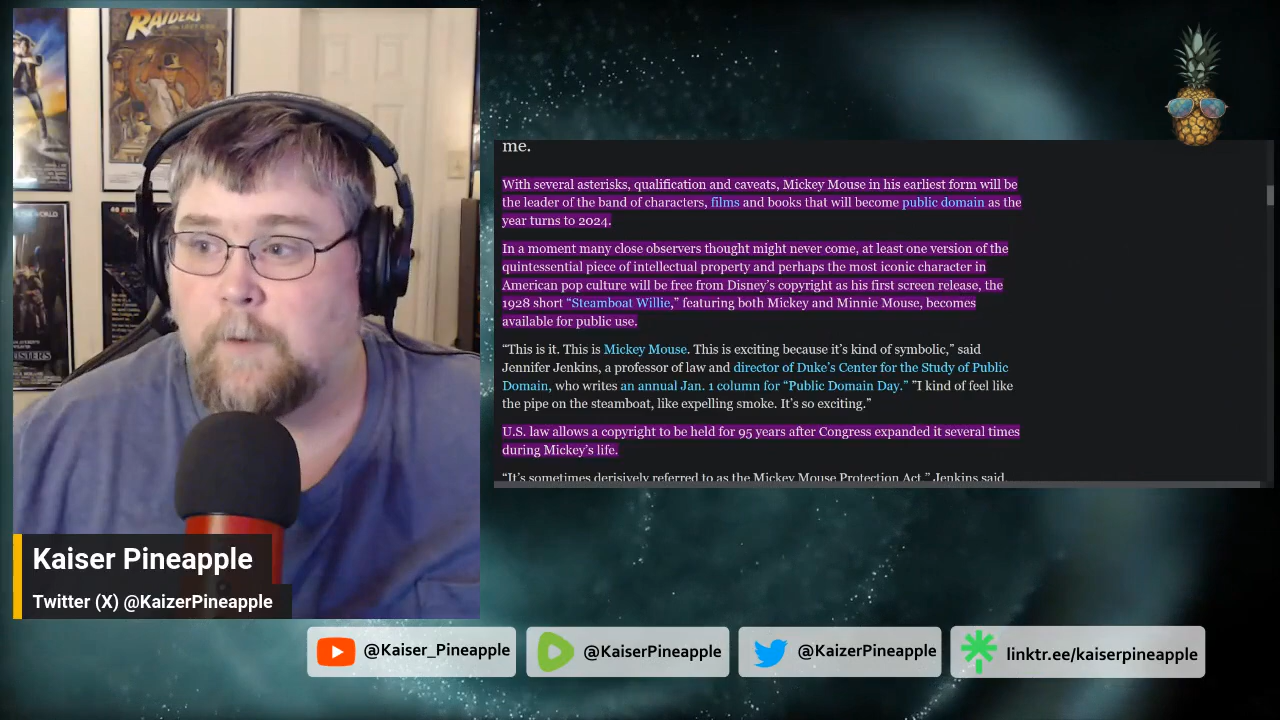 RAIDERS
me.
With several asterisks, qualification and caveats, Mickey Mouse in his earliest form will be
the leader of the band of characters, films and books that will become public domain as the
year turns to 2024.
In a moment many close observers thought might never come, at least one version of the
quintessential piece of intellectual property and perhaps the most iconic character in
American pop culture will be free from Disney’s copyright as his first screen release, the
1928 short “Steamboat Willie,” featuring both Mickey and Minnie Mouse, becomes
available for public use.
“This is it. This is Mickey Mouse. This is exciting because it’s kind of symbolic,” said
Jennifer Jenkins, a professor of law and director of Duke’s Center for the Study of Public
Domain, who writes an annual Jan. 1 column for “Public Domain Day.” "I kind of feel like
the pipe on the steamboat, like expelling smoke. It’s so exciting.”
U.S. law allows a copyright to be held for 95 years after Congress expanded it several times
during Mickey’s life.
“It’s sometimes derisively referred to as the Mickey Mouse Protection Act,” Jenkins said.
Kaiser Pineapple
Twitter (X) @KaizerPineapple
@Kaiser_Pineapple
@KaiserPineapple
@KaizerPineapple
linktr.ee/kaiserpineapple